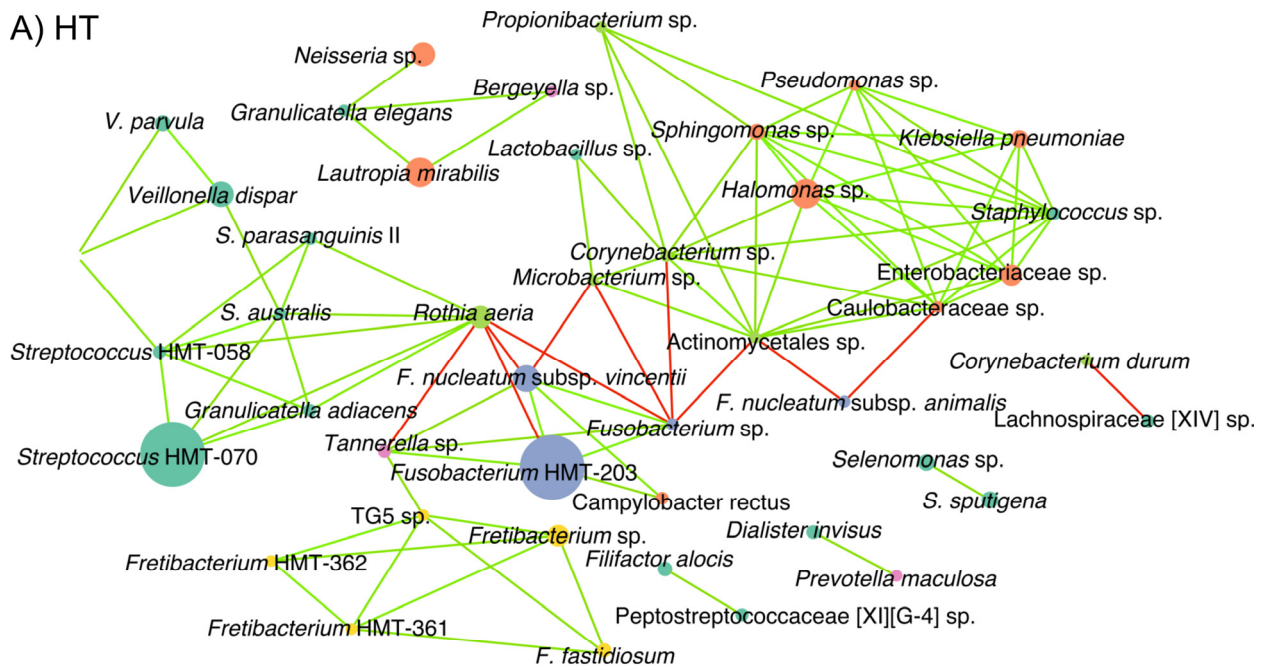 A) HT
Propionibacterium sp.
Neisseria sp.
Pseudomonas sp.
Bergeyella sp.
Granulicatella elegans
V. parvula
Sphingomonas sp.
Klebsiella pneumoniae
Lactobacillus sp.
Lautropia mirabilis
Veillonella dispar
Halomonas sp.
Staphylococcus sp.
S. parasanguinis II
Corynebacterium sp.
Enterobacteriaceae sp.
Microbacterium sp.
Caulobacteraceae sp.
S. australis
Rothia aeria
Actinomycetales sp.
Streptococcus HMT-058
Corynebacterium durum
F. nucleatum subsp. vincentii
F. nucleatum subsp. animalis
Granulicatella adiacens
Lachnospiraceae [XIV] sp.
Fusobacterium sp.
Tannerella sp.
Streptococcus HMT-070
Selenomonas sp.
Fusobacterium HMT-203
Campylobacter rectus
S. sputigena
TG5 sp.
Fretibacterium sp.
Dialister invisus
Filifactor alocis
Fretibacterium HMT-362
Prevotella maculosa
Peptostreptococcaceae [XI][G-4] sp.
Fretibacterium HMT-361
F. fastidiosum